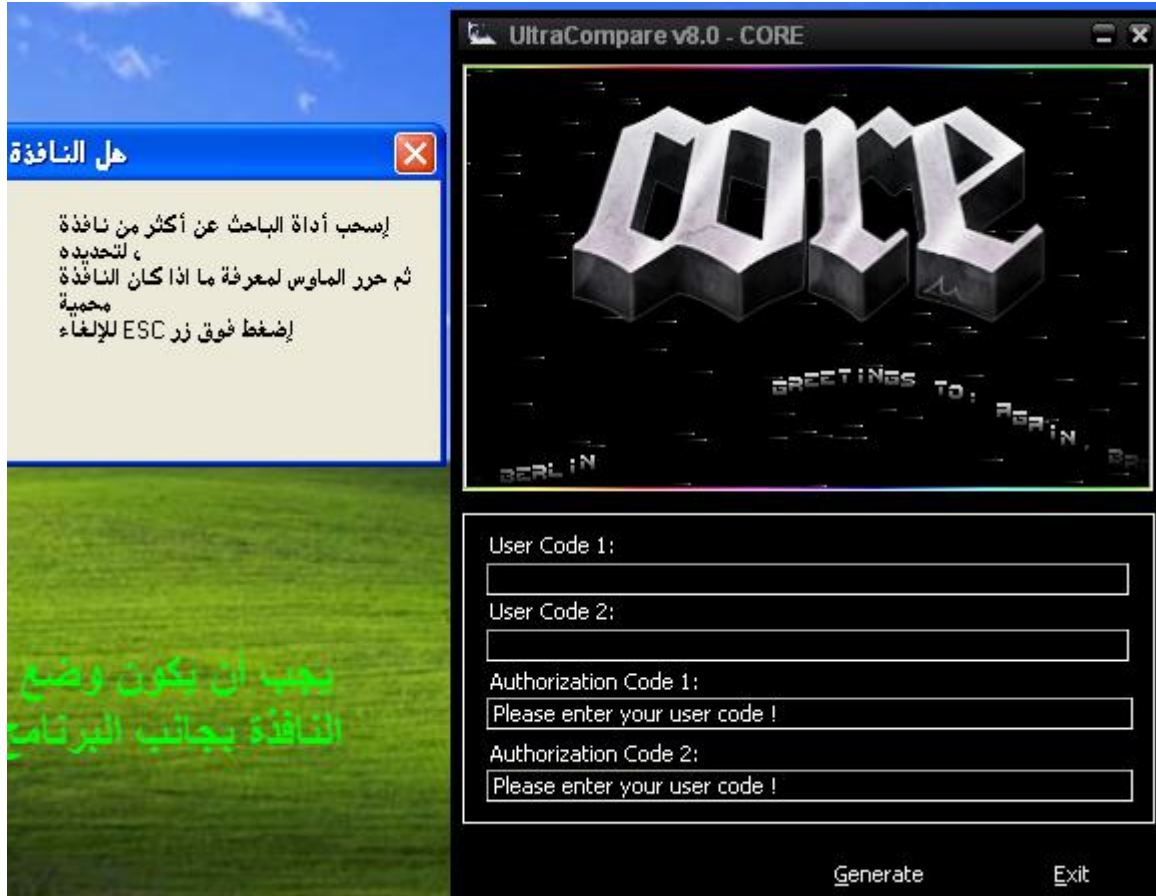 هل النافذة
إسحب أداة الباحث عن أكثر من نافذة
، لتحديده
ثم حرر الماوس لمعرفة ما اذا كان النافذة
محمية
إضغط فوق زر ESC للإلغاء
يجب أن يكون وضع
النافذة بجانب البرنامج
UltraCompare v8.0 - CORE
core
GREETINGS TO: AGAiN,
BERLiN
User Code 1:
User Code 2:
Authorization Code 1:
Please enter your user code !
Authorization Code 2:
Please enter your user code !
Generate Exit